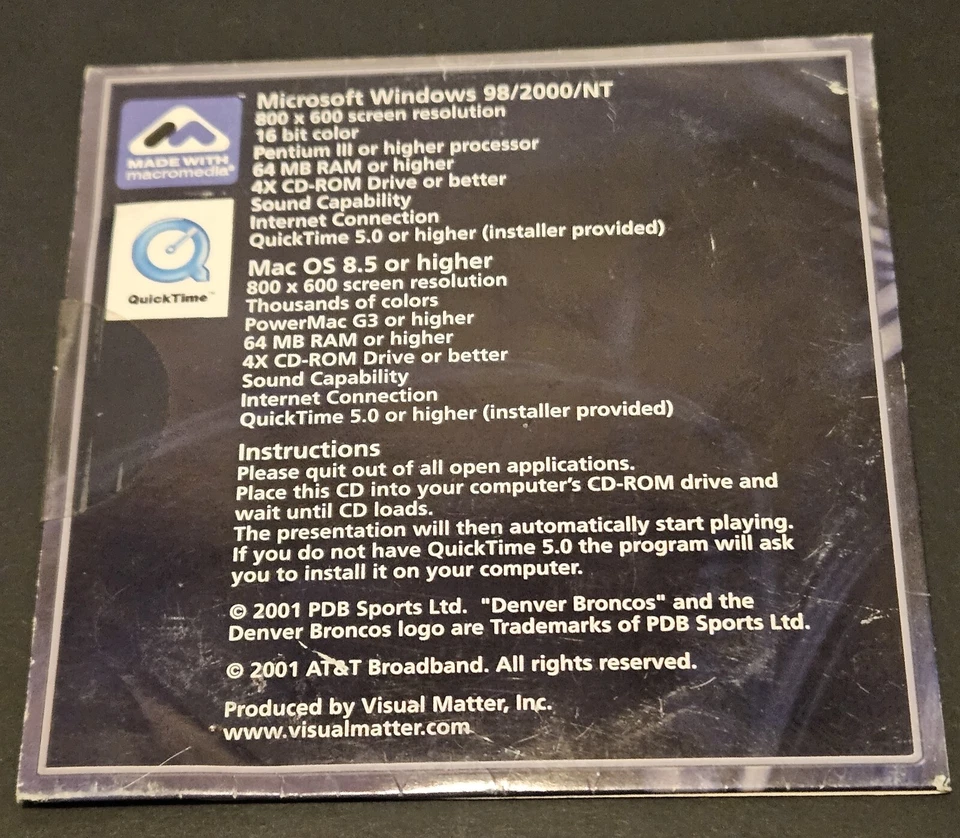 MADE WITH
macromedia®
QuickTime™
Microsoft Windows 98/2000/NT
800 x 600 screen resolution
16 bit color
Pentium III or higher processor
64 MB RAM or higher
4X CD-ROM Drive or better
Sound Capability
Internet Connection
QuickTime 5.0 or higher (installer provided)
Mac OS 8.5 or higher
800 x 600 screen resolution
Thousands of colors
PowerMac G3 or higher
64 MB RAM or higher
4X CD-ROM Drive or better
Sound Capability
Internet Connection
QuickTime 5.0 or higher (installer provided)
Instructions
Please quit out of all open applications.
Place this CD into your computer's CD-ROM drive and
wait until CD loads.
The presentation will then automatically start playing.
If you do not have QuickTime 5.0 the program will ask
you to install it on your computer.
© 2001 PDB Sports Ltd. "Denver Broncos" and the
Denver Broncos logo are Trademarks of PDB Sports Ltd.
© 2001 AT&T Broadband. All rights reserved.
Produced by Visual Matter, Inc.
www.visualmatter.com